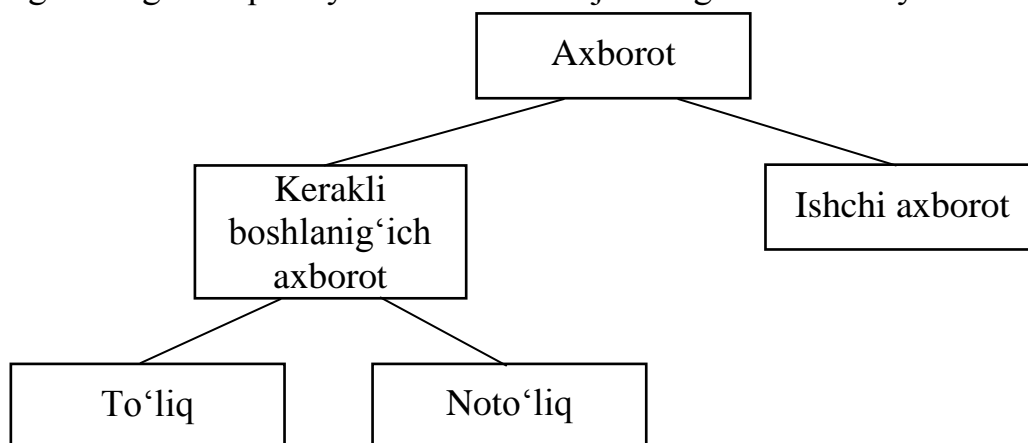 Axborot
Kerakli
boshlanig‘ich
axborot
Ishchi axborot
To‘liq
Noto‘liq